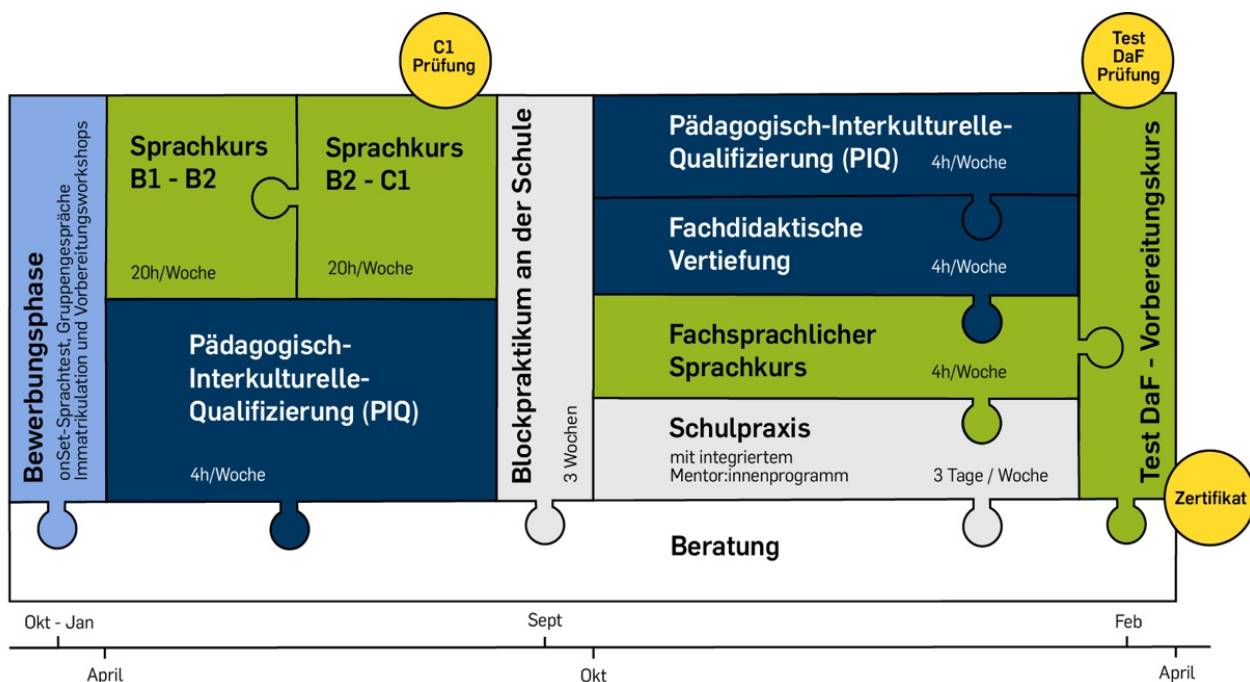 C1
Prüfung
Test
DaF
Prüfung
Bewerbungsphase
onSet-Sprachtest, Gruppengespräche
Immatrikulation und Vorbereitungsworkshops
Sprachkurs
B1 - B2
20h/Woche
Sprachkurs
B2 - C1
20h/Woche
Pädagogisch-
Interkulturelle-
Qualifizierung (PIQ)
4h/Woche
Blockpraktikum an der Schule
3 Wochen
Pädagogisch-Interkulturelle-
Qualifizierung (PIQ)
4h/Woche
Fachdidaktische
Vertiefung
4h/Woche
Fachsprachlicher
Sprachkurs
4h/Woche
Schulpraxis
mit integriertem
Mentor:innenprogramm
3 Tage / Woche
Test DaF - Vorbereitungskurs
Zertifikat
Beratung
Okt - Jan
Sept
Feb
April
Okt
April